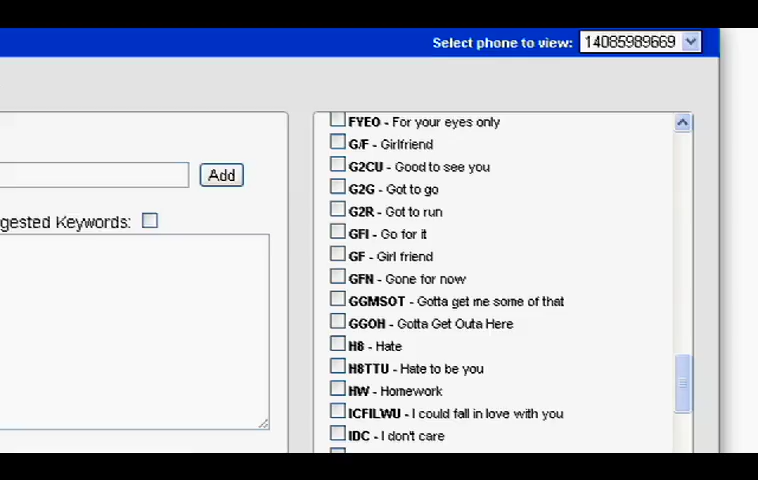 Select phone to view: 14085989669
FYEO - For your eyes only
G/F - Girlfriend
G2CU - Good to see you
Add
G2G - Got to go
G2R - Got to run
gested Keywords:
GFI - Go for it
GF - Girl friend
GFN - Gone for now
GGMSOT - Gotta get me some of that
GGOH - Gotta Get Outa Here
H8 - Hate
H8TTU - Hate to be you
HW - Homework
ICFILWU - I could fall in love with you
IDC - I don't care